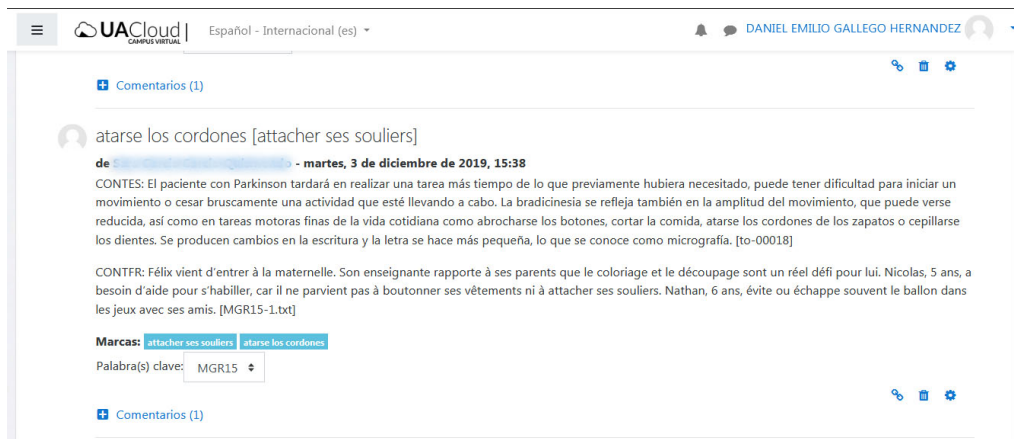 UACloud
CAMPUS VIRTUAL
Español - Internacional (es)
DANIEL EMILIO GALLEGO HERNANDEZ
Comentarios (1)
atarse los cordones [attacher ses souliers]
de - martes, 3 de diciembre de 2019, 15:38
CONTES: El paciente con Parkinson tardará en realizar una tarea más tiempo de lo que previamente hubiera necesitado, puede tener dificultad para iniciar un
movimiento o cesar bruscamente una actividad que esté llevando a cabo. La bradicinesia se refleja también en la amplitud del movimiento, que puede verse
reducida, así como en tareas motoras finas de la vida cotidiana como abrocharse los botones, cortar la comida, atarse los cordones de los zapatos o cepillarse
los dientes. Se producen cambios en la escritura y la letra se hace más pequeña, lo que se conoce como micrografía. [to-00018]
CONTFR: Félix vient d'entrer à la maternelle. Son enseignante rapporte à ses parents que le coloriage et le découpage sont un réel défi pour lui. Nicolas, 5 ans, a
besoin d'aide pour s'habiller, car il ne parvient pas à boutonner ses vêtements ni à attacher ses souliers. Nathan, 6 ans, évite ou échappe souvent le ballon dans
les jeux avec ses amis. [MGR15-1.txt]
Marcas: attacher ses souliers atarse los cordones
Palabra(s) clave: MGR15
Comentarios (1)